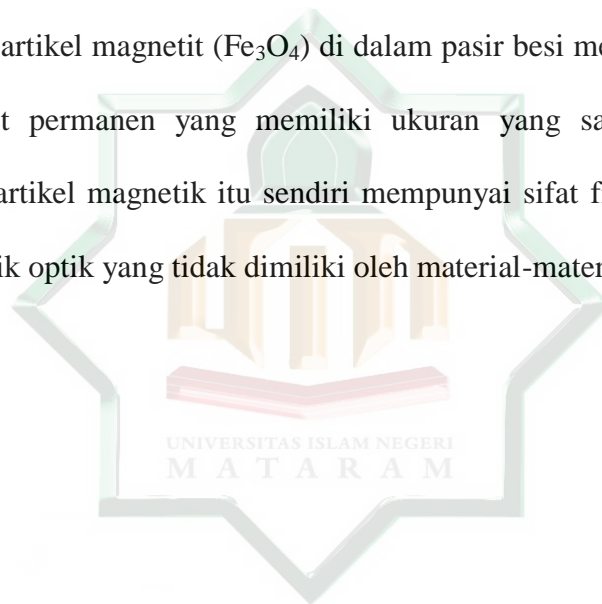 artikel magnetit (Fe₃O₄) di dalam pasir besi me
t permanen yang memiliki ukuran yang sa
artikel magnetik itu sendiri mempunyai sifat f
ik optik yang tidak dimiliki oleh material-mater
UNIVERSITAS ISLAM NEGERI
MATARAM